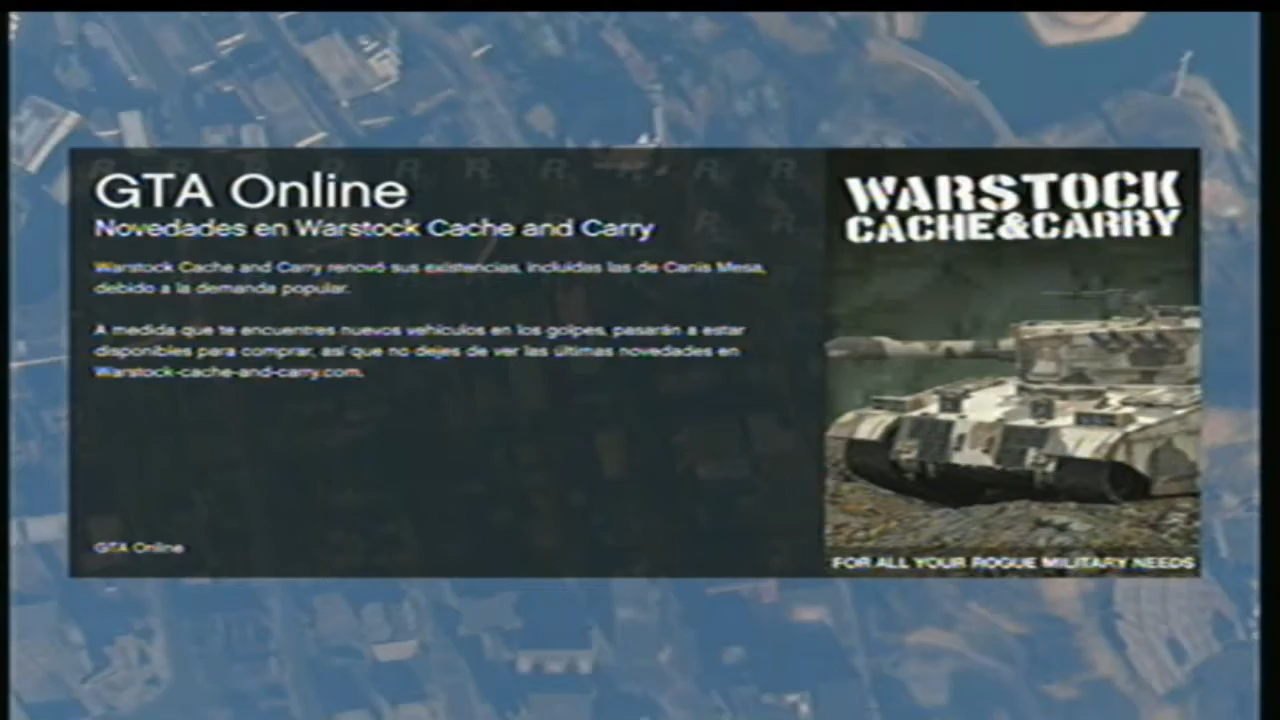 GTA Online
Novedades en Warstock Cache and Carry
Warstock Cache and Carry renovó sus existencias, incluidas las de Canis Mesa,
debido a la demanda popular.
A medida que te encuentres nuevos vehículos en los golpes, pasarán a estar
disponibles para comprar, así que no dejes de ver las últimas novedades en
Warstock-cache-and-carry.com.
GTA Online
WARSTOCK
CACHE&CARRY
FOR ALL YOUR ROGUE MILITARY NEEDS